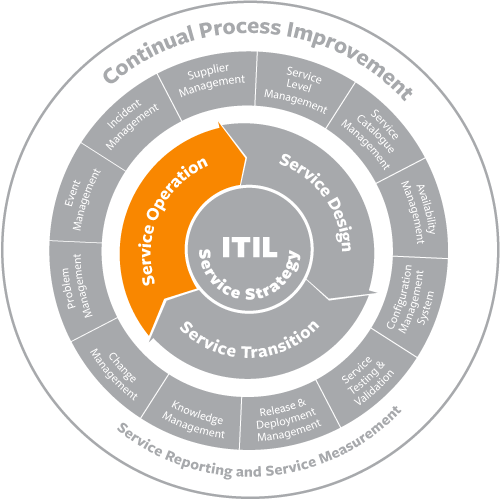 Continual Process Improvement
Supplier
Management
Service
Level
Management
Service
Catalogue
Management
Availability
Management
Configuration
Management
System
Service
Testing &
Validation
Release &
Deployment
Management
Knowledge
Management
Change
Management
Problem
Management
Event
Management
Incident
Management
Service Operation
Service Design
Service Transition
ITIL
Service Strategy
Service Reporting and Service Measurement